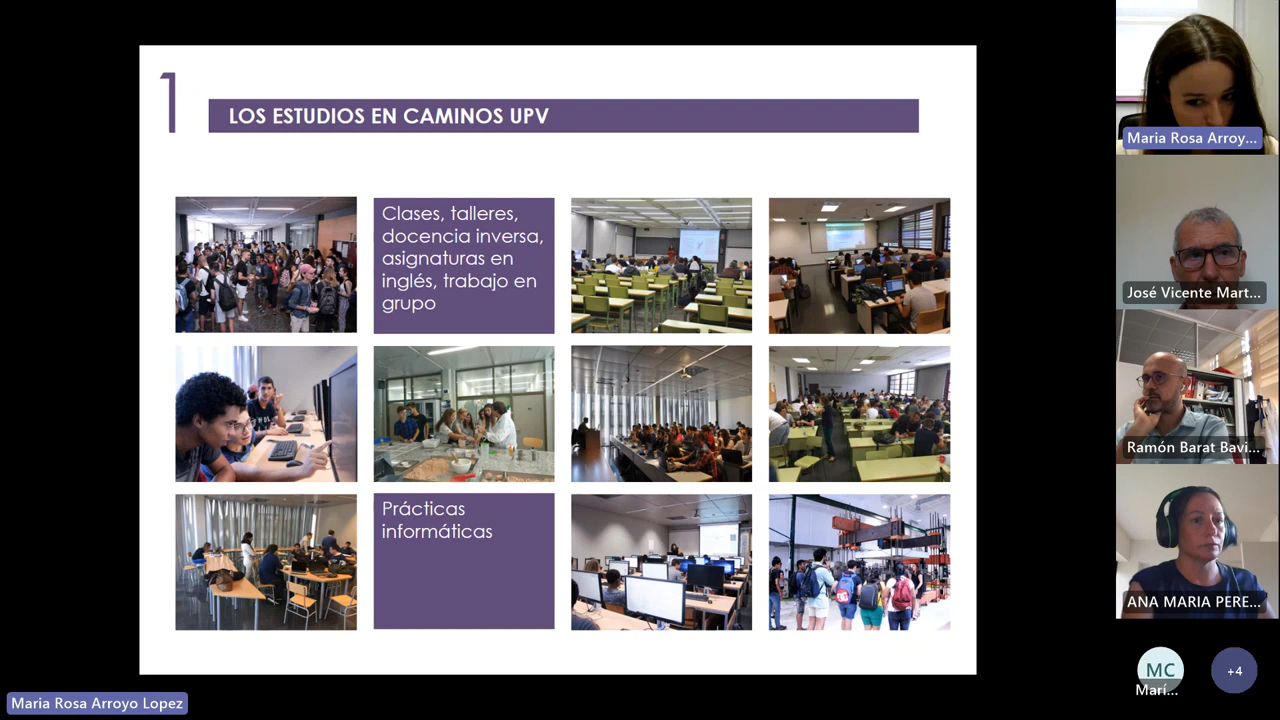 1
LOS ESTUDIOS EN CAMINOS UPV
Clases, talleres,
docencia inversa,
asignaturas en
inglés, trabajo en
grupo
Prácticas
informáticas
Maria Rosa Arroy...
José Vicente Mart...
Ramón Barat Bavi...
ANA MARIA PERE...
MC
Marí...
+4
Maria Rosa Arroyo Lopez